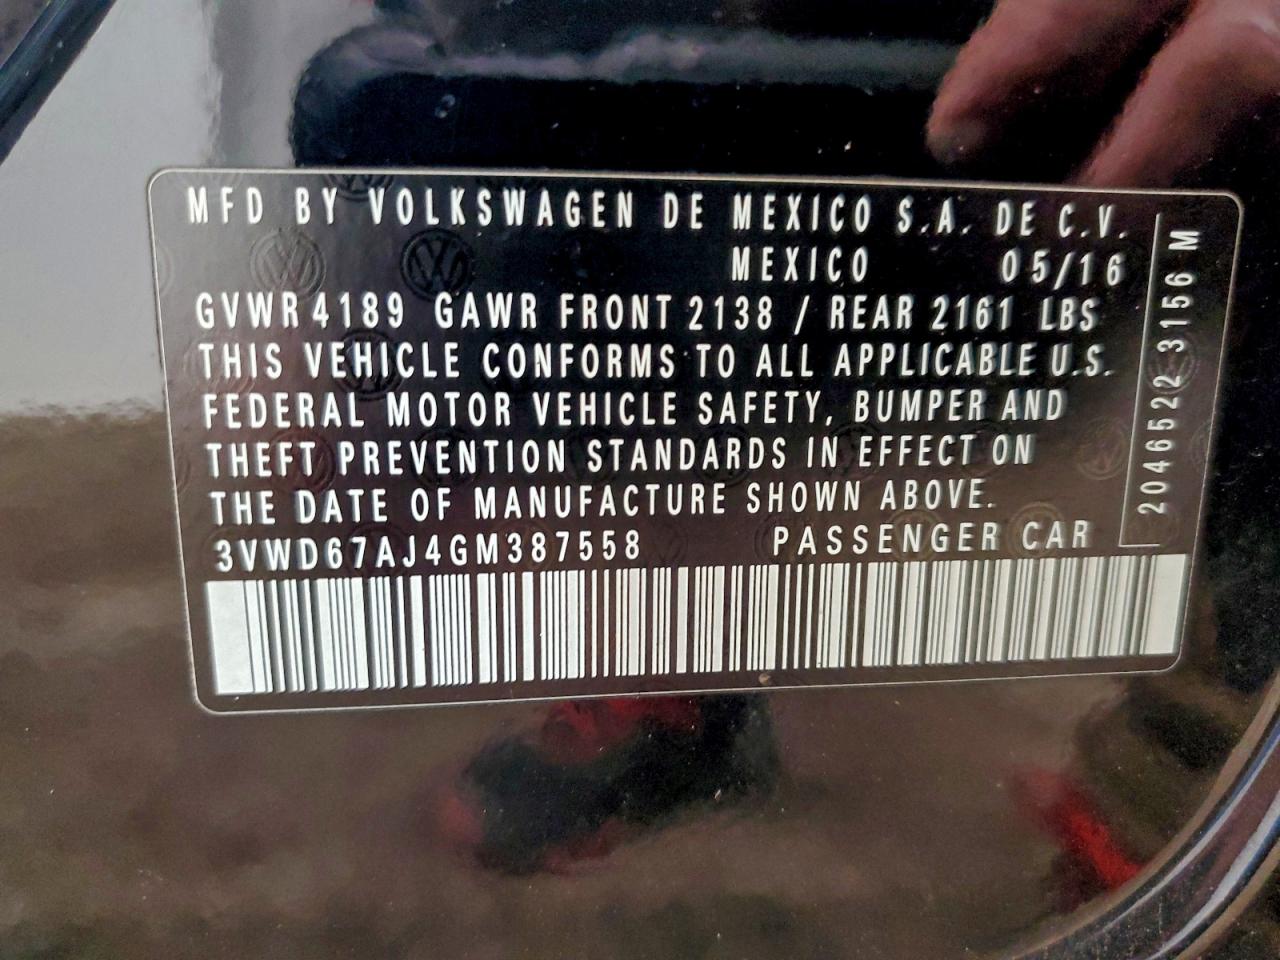 MFD BY VOLKSWAGEN DE MEXICO S.A. DE C.V.
MEXICO 05/16
GVWR 4189 GAWR FRONT 2138 / REAR 2161 LBS
THIS VEHICLE CONFORMS TO ALL APPLICABLE U.S.
FEDERAL MOTOR VEHICLE SAFETY, BUMPER AND
THEFT PREVENTION STANDARDS IN EFFECT ON
THE DATE OF MANUFACTURE SHOWN ABOVE.
3VWD67AJ4GM387558 PASSENGER CAR
2046522 3156 M